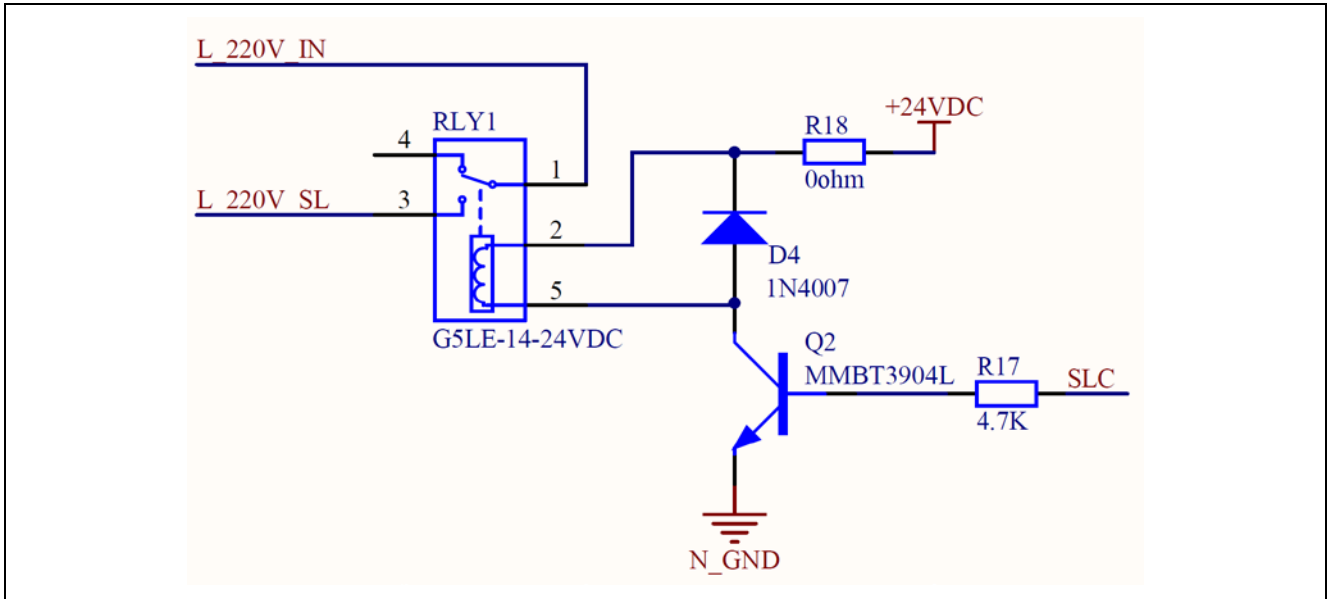 L_220V_IN
RLY1
4
1
L_220V_SL
3
2
5
G5LE-14-24VDC
+24VDC
R18
0ohm
D4
1N4007
Q2
MMBT3904L
R17
4.7K
SLC
N_GND